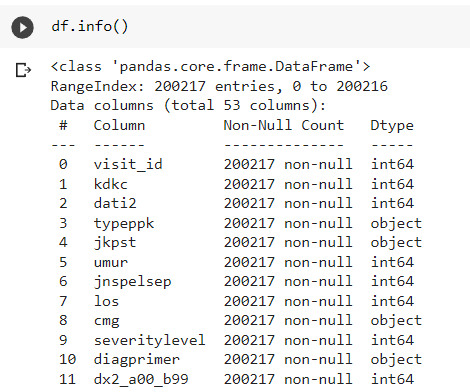 df.info()
<class 'pandas.core.frame.DataFrame'>
RangeIndex: 200217 entries, 0 to 200216
Data columns (total 53 columns):
#   Column         Non-Null Count   Dtype
---  ------         --------------   -----
0   visit_id       200217 non-null  int64
1   kdkc           200217 non-null  int64
2   dati2          200217 non-null  int64
3   typeppk        200217 non-null  object
4   jkpst          200217 non-null  object
5   umur           200217 non-null  int64
6   jnspelsep      200217 non-null  int64
7   los            200217 non-null  int64
8   cmg            200217 non-null  object
9   severitylevel  200217 non-null  int64
10  diagprimer     200217 non-null  object
11  dx2_a00_b99    200217 non-null  int64